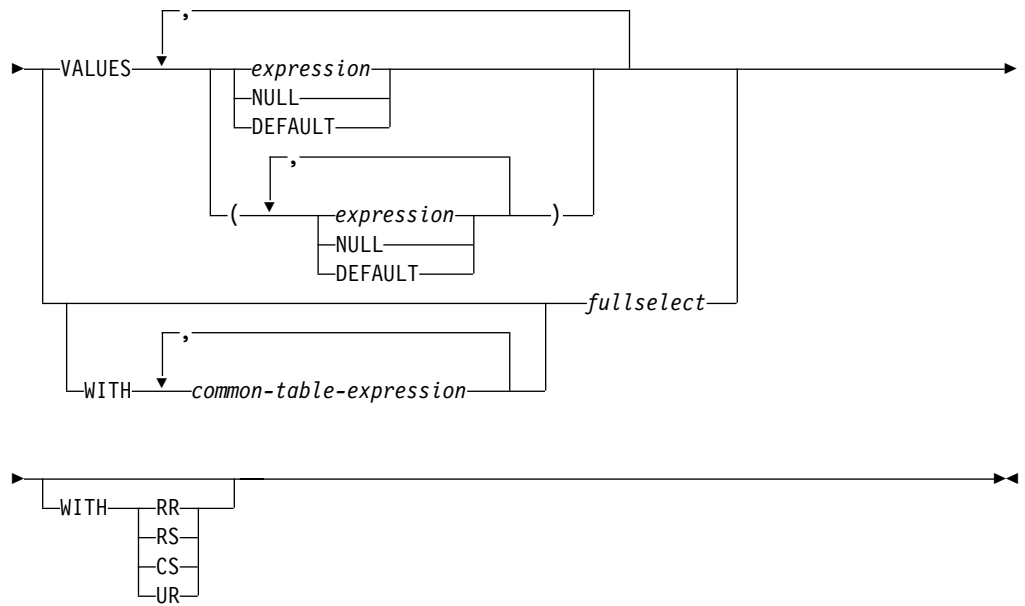 ,
VALUES expression
NULL
DEFAULT
,
( expression )
NULL
DEFAULT
fullselect
,
WITH common-table-expression
WITH RR
RS
CS
UR